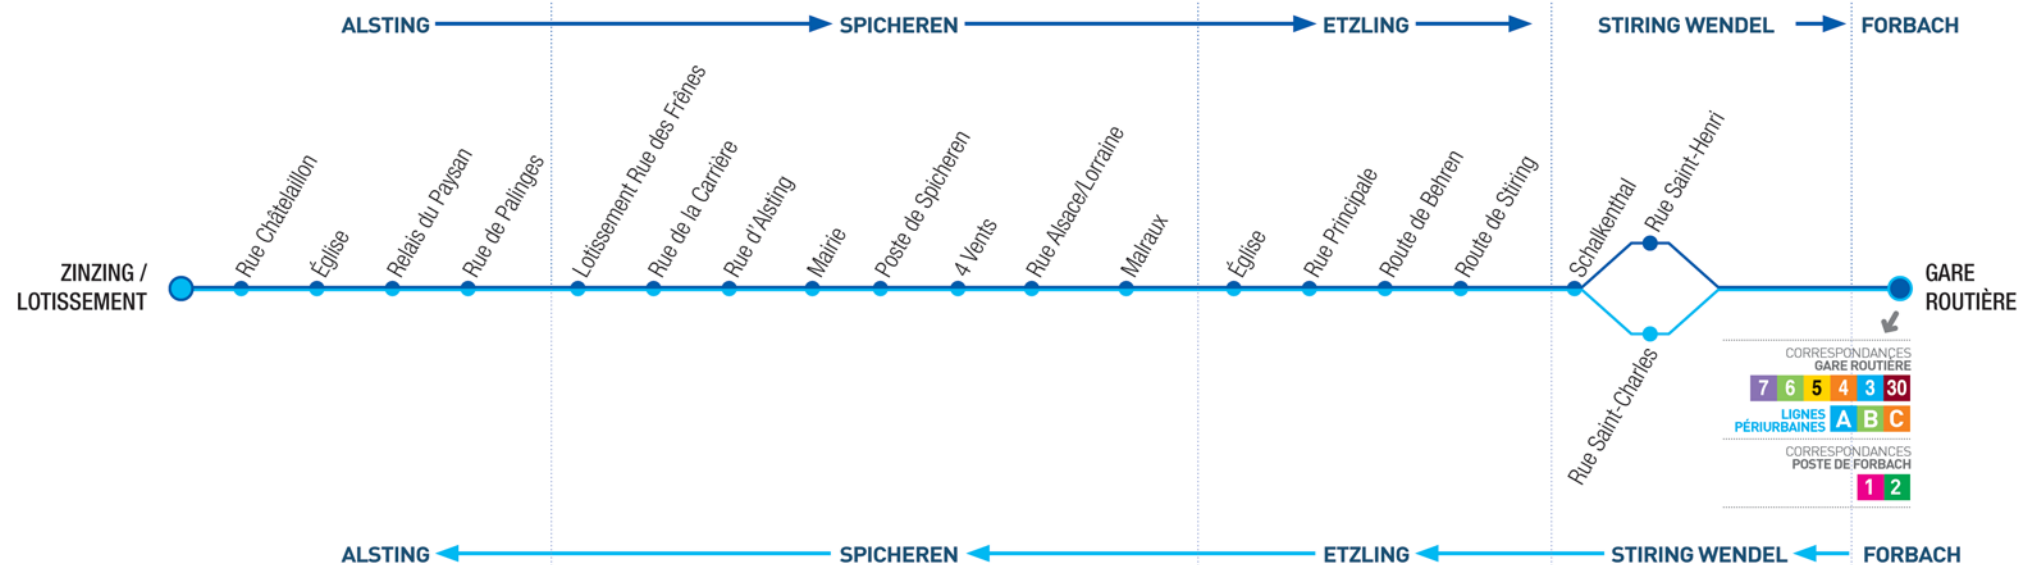 ALSTING SPICHEREN ETZLING STIRING WENDEL FORBACH
ZINZING /
LOTISSEMENT
Rue Châtelaillon
Église
Relais du Paysan
Rue de Palinges
Lotissement Rue des Frênes
Rue de la Carrière
Rue d'Alsting
Mairie
Poste de Spicheren
4 Vents
Rue Alsace/Lorraine
Malraux
Église
Rue Principale
Route de Behren
Route de Stiring
Schalkenthal
Rue Saint-Henri
Rue Saint-Charles
GARE
ROUTIÈRE
CORRESPONDANCES
GARE ROUTIÈRE
7 6 5 4 3 30
LIGNES
PÉRIURBAINES A B C
CORRESPONDANCES
POSTE DE FORBACH
1 2
ALSTING SPICHEREN ETZLING STIRING WENDEL FORBACH